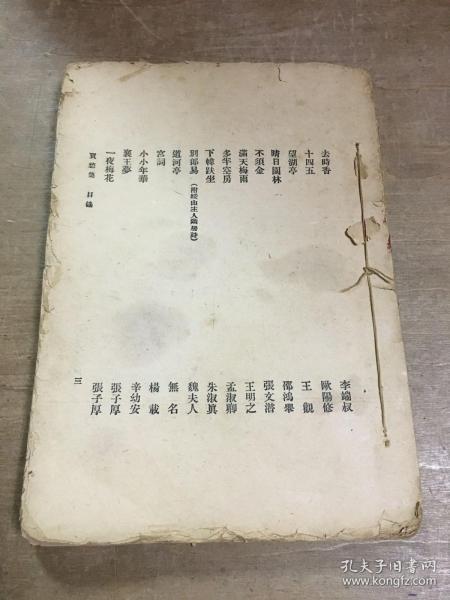 去時香 李端叔
十四五 歐陽修
望湖亭 王觀
晴日園林 邵鴻舉
不須金 張文潛
滿天梅雨 王明之
多年空房 孟淑卿
下幃趺坐 朱淑真
別郎易 魏夫人
道河亭 無名
宮詞 楊載
小小年華 辛幼安
襄王夢 張子厚
一夜梅花 張子厚
目錄 三
孔夫子旧书网
www.kongfz.com